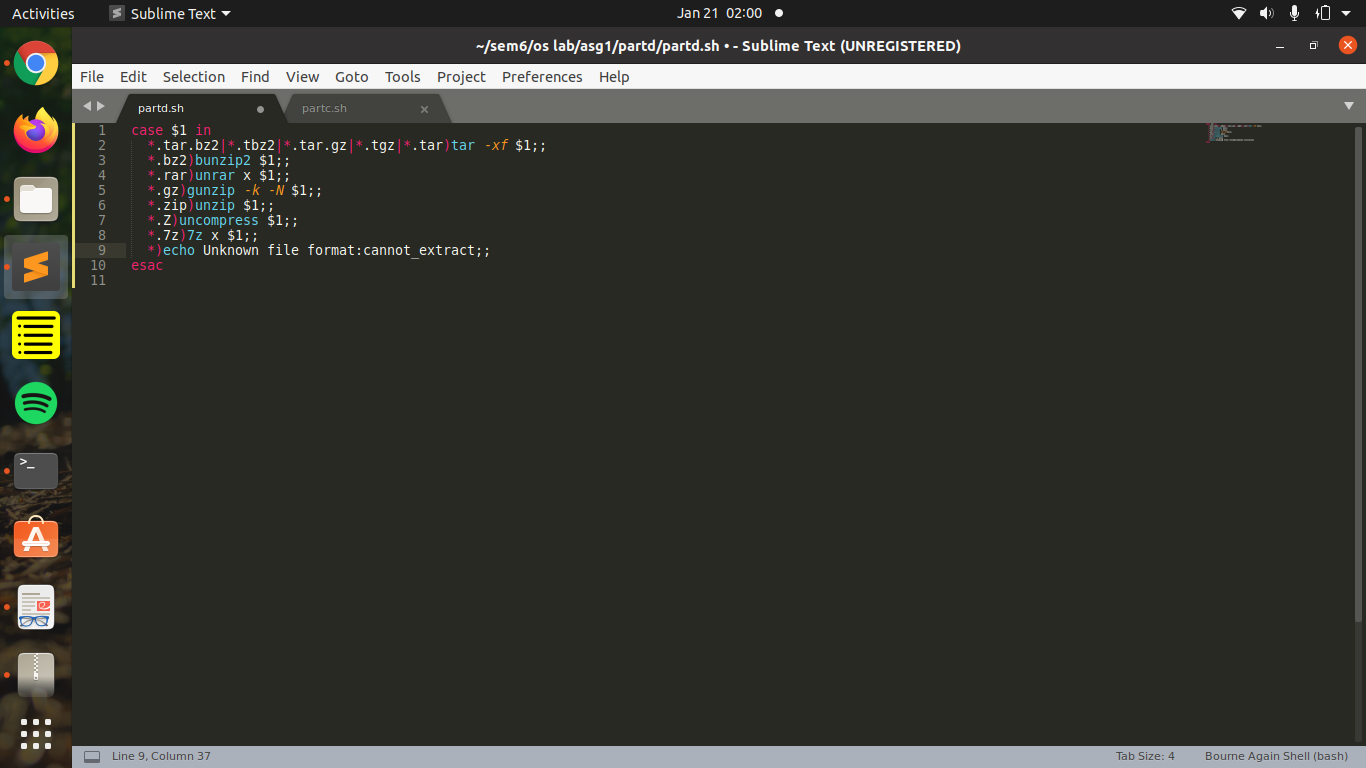 Activities Sublime Text Jan 21 02:00
~/sem6/os lab/asg1/partd/partd.sh • - Sublime Text (UNREGISTERED)
File Edit Selection Find View Goto Tools Project Preferences Help
partd.sh partc.sh
1 case $1 in
2 *.tar.bz2|*.tbz2|*.tar.gz|*.tgz|*.tar)tar -xf $1;;
3 *.bz2)bunzip2 $1;;
4 *.rar)unrar x $1;;
5 *.gz)gunzip -k -N $1;;
6 *.zip)unzip $1;;
7 *.Z)uncompress $1;;
8 *.7z)7z x $1;;
9 *)echo Unknown file format:cannot_extract;;
10 esac
11
Line 9, Column 37 Tab Size: 4 Bourne Again Shell (bash)